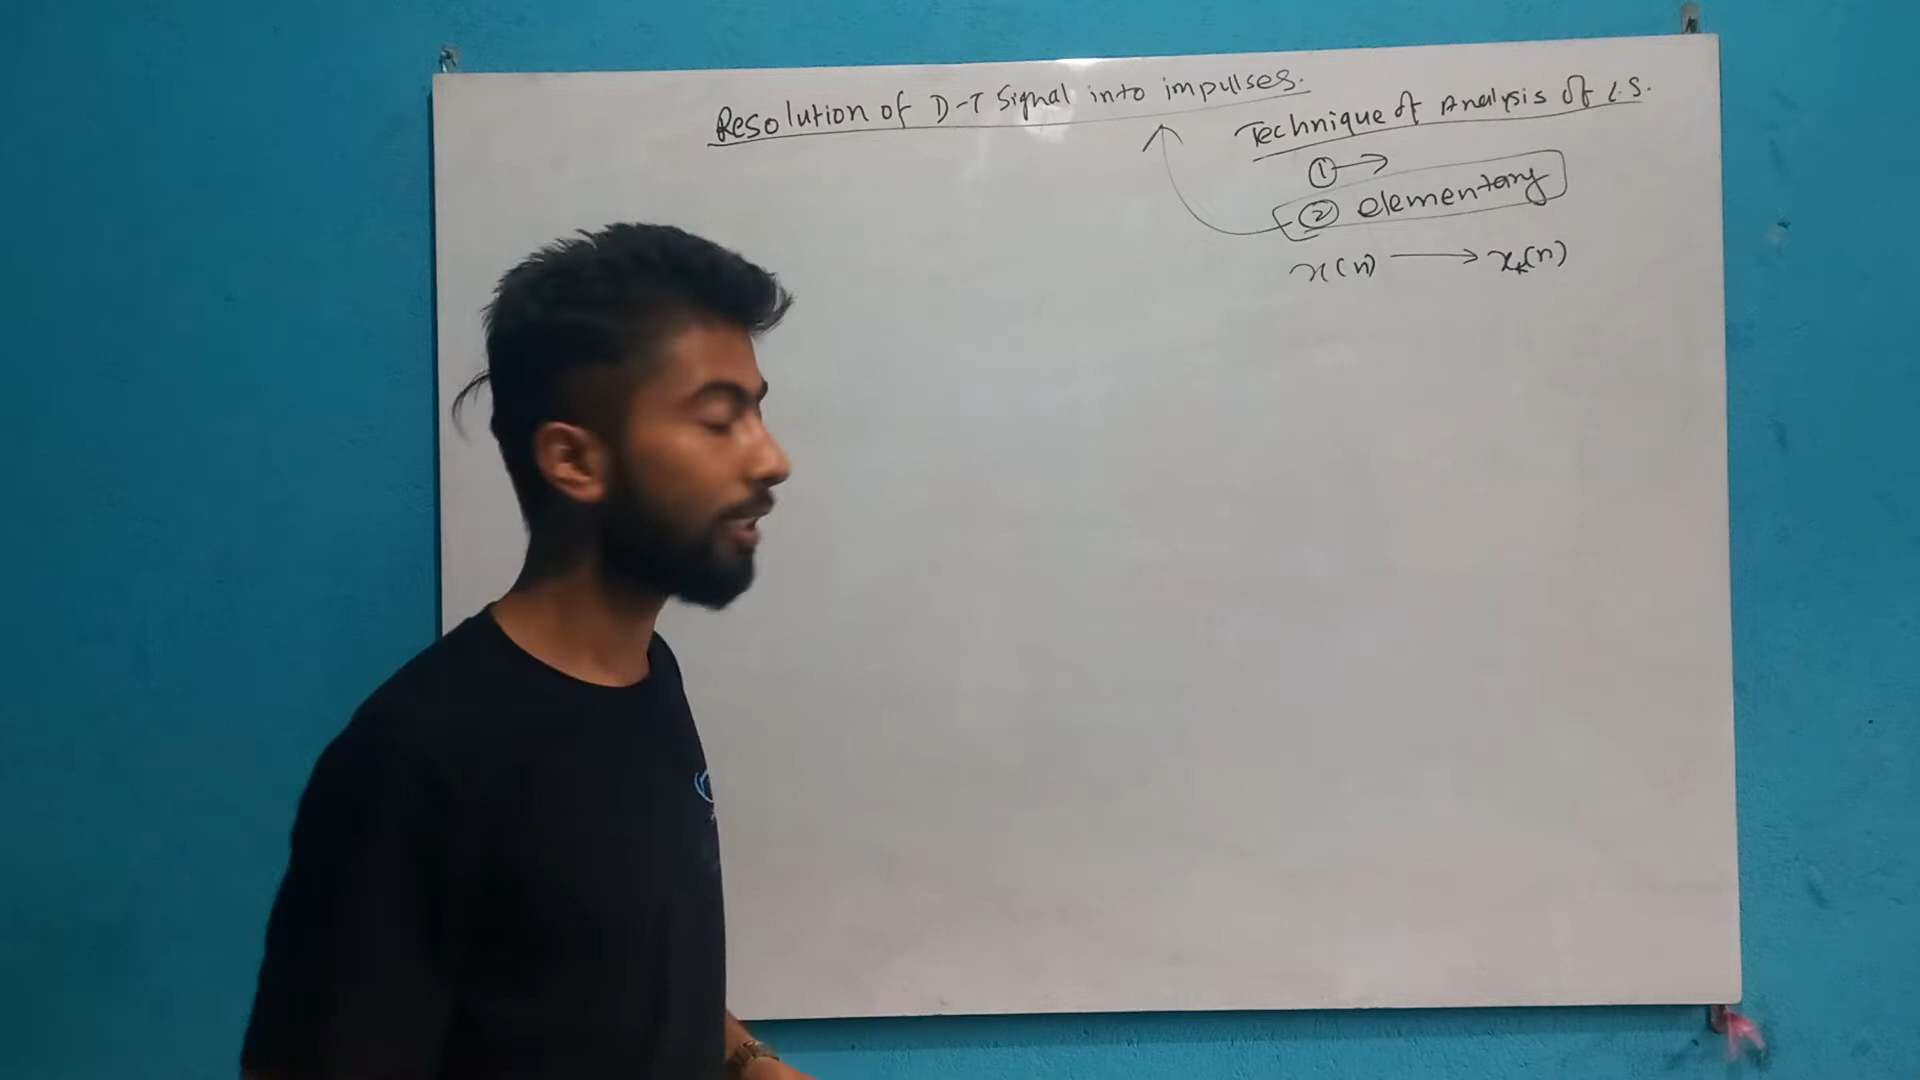 Resolution of D-T Signal into impulses.
Technique of Analysis of L.S.
① →
② elementary
x(n) → xₖ(n)